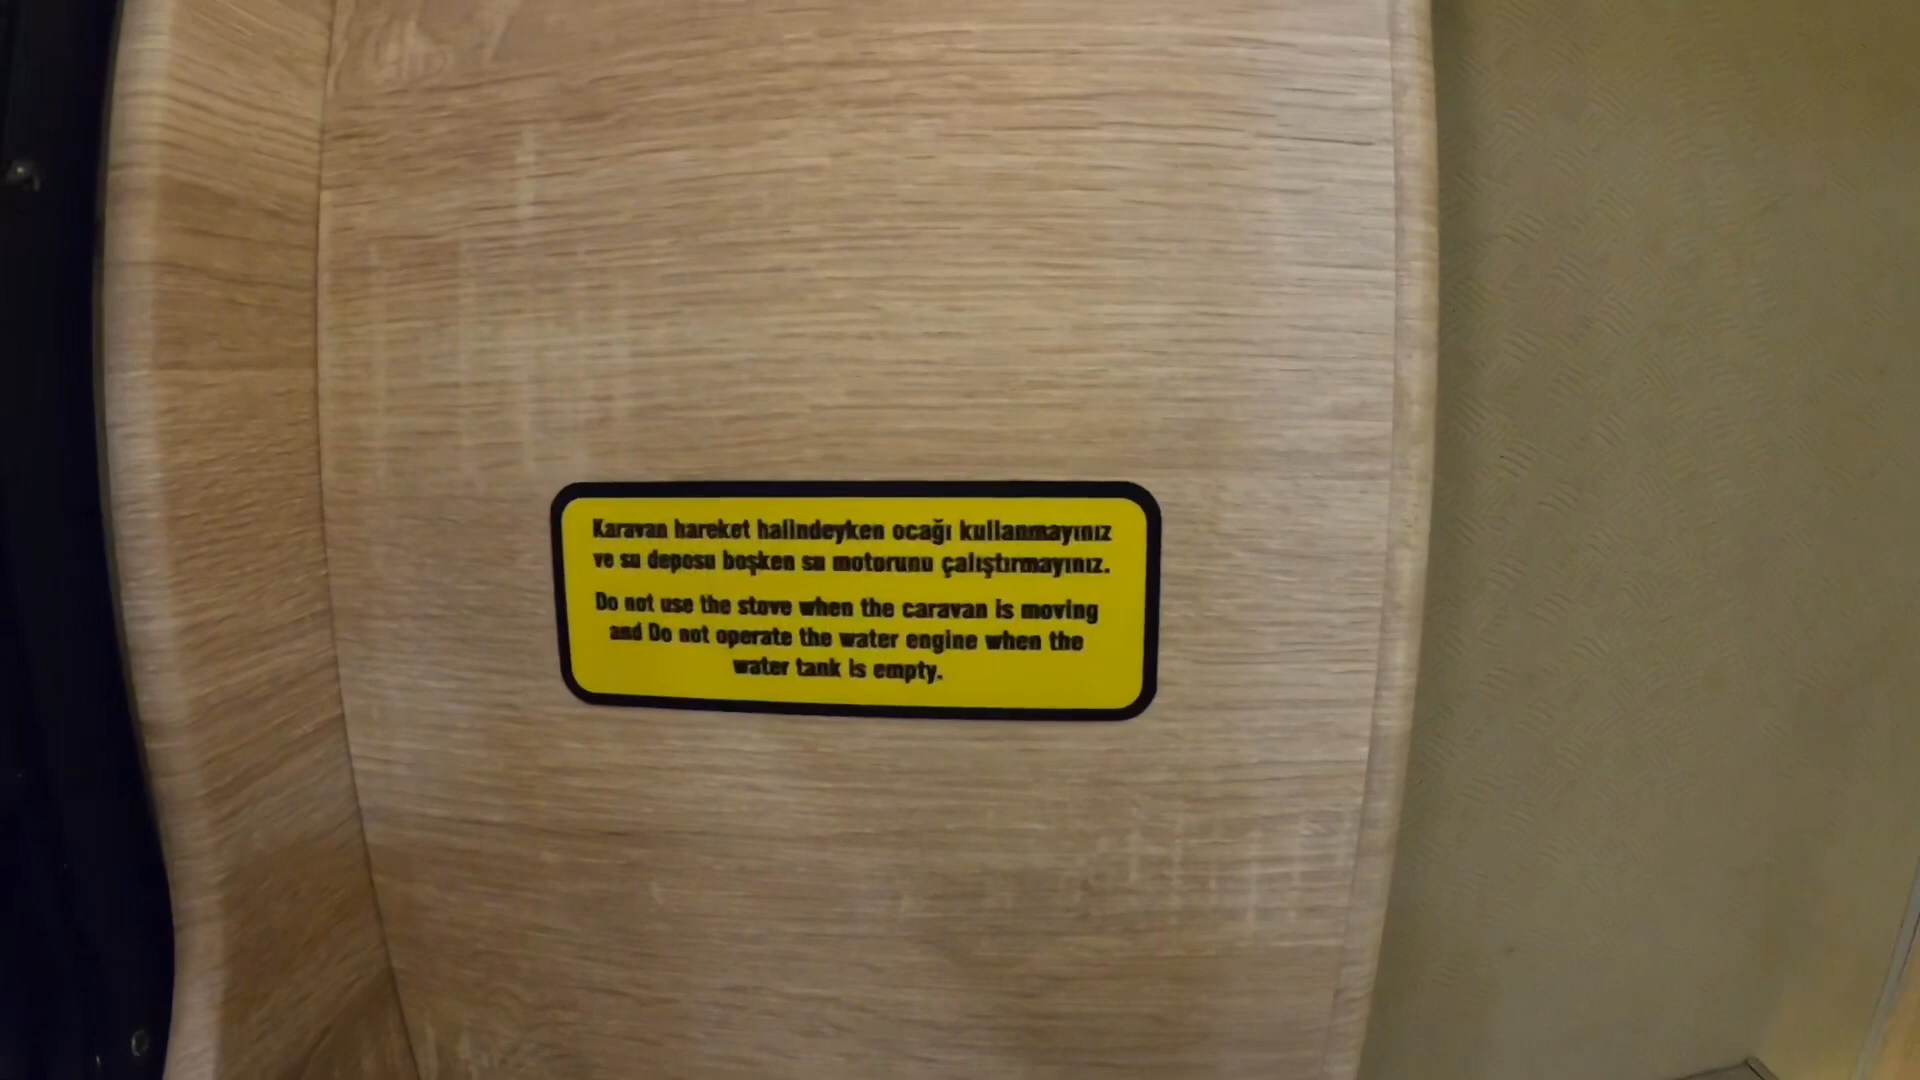 Karavan hareket halindeyken ocağı kullanmayınız
ve su deposu boşken su motorunu çalıştırmayınız.
Do not use the stove when the caravan is moving
and Do not operate the water engine when the
water tank is empty.